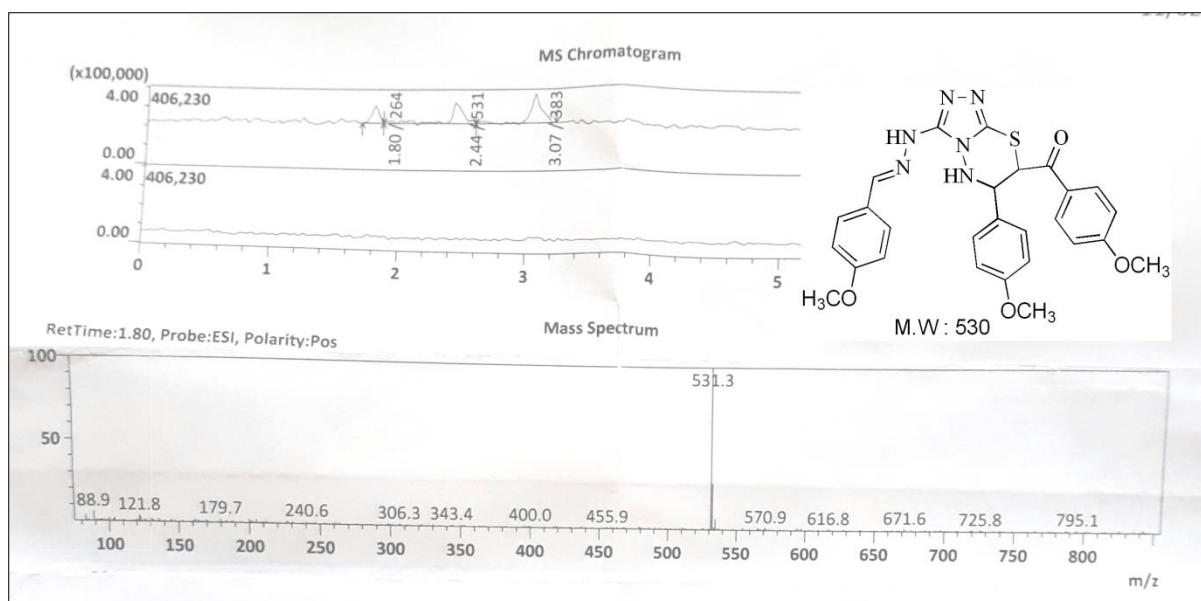 MS Chromatogram
(x100,000)
4.00 406,230
1.80 / 264
2.44 / 531
3.07 / 383
0.00
4.00 406,230
0.00
0 1 2 3 4 5
N N
HN N S O
N HN
H3CO OCH3 OCH3
M.W : 530
RetTime:1.80, Probe:ESI, Polarity:Pos
Mass Spectrum
100
531.3
50
88.9 121.8 179.7 240.6 306.3 343.4 400.0 455.9 570.9 616.8 671.6 725.8 795.1
100 150 200 250 300 350 400 450 500 550 600 650 700 750 800
m/z